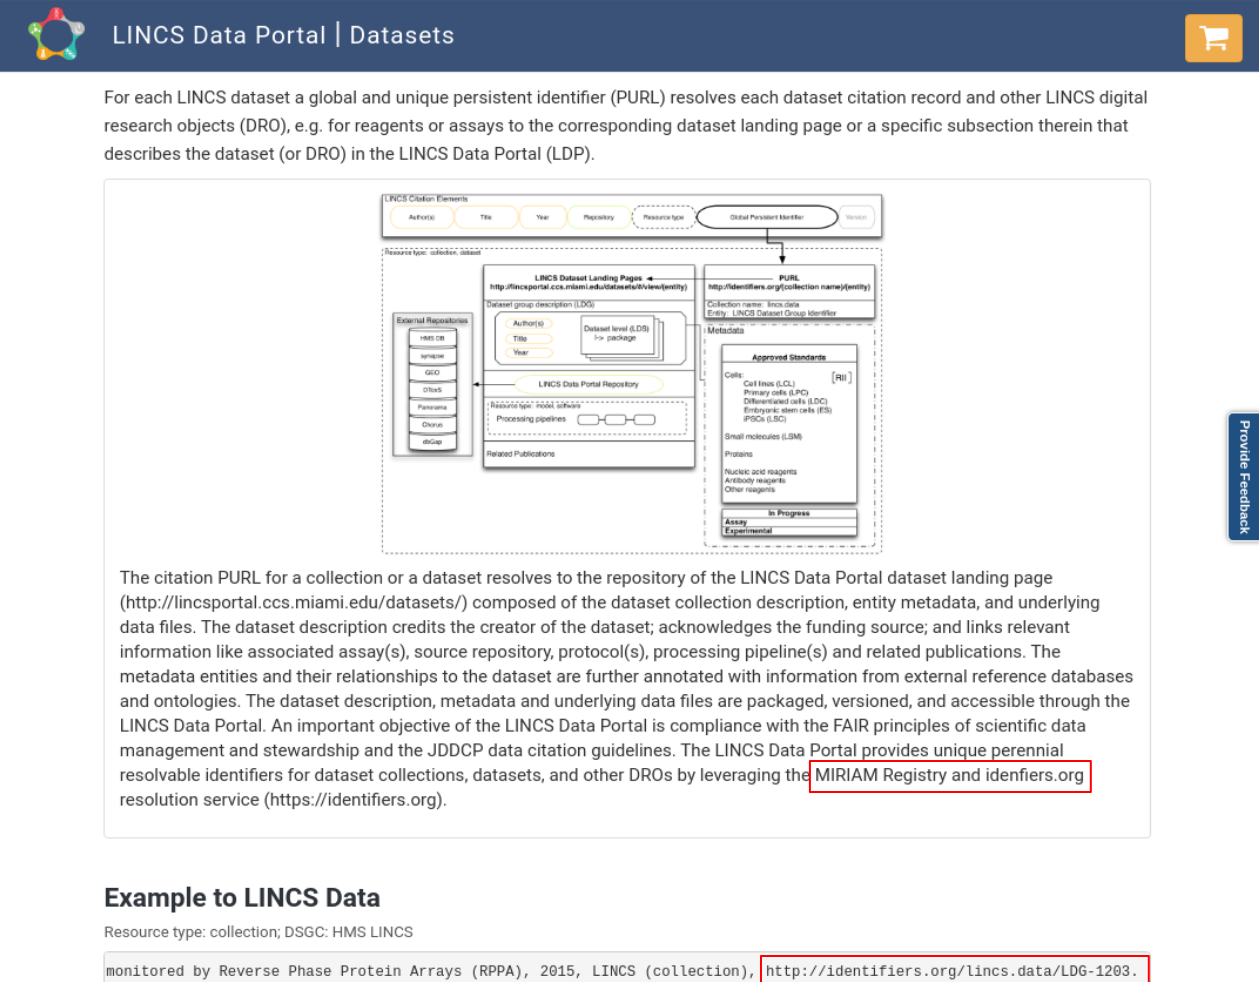 LINCS Data Portal | Datasets
For each LINCS dataset a global and unique persistent identifier (PURL) resolves each dataset citation record and other LINCS digital
research objects (DRO), e.g. for reagents or assays to the corresponding dataset landing page or a specific subsection therein that
describes the dataset (or DRO) in the LINCS Data Portal (LDP).
LINCS Citation Elements
Author(s) Title Year Repository Resource type Global Persistent Identifier Version
Resource type: collection, dataset
LINCS Dataset Landing Pages
http://lincsportal.ccs.miami.edu/datasets/#/view/{entity}
PURL
http://identifiers.org/{collection name}/{entity}
Collection name: lincs.data
Entity: LINCS Dataset Group Identifier
Dataset group description (LDG)
Author(s)
Title
Year
Dataset level (LDS)
|-> package
LINCS Data Portal Repository
Resource type: model, software
Processing pipelines
Related Publications
External Repositories
HMS DB
synapse
GEO
DToxS
Panorama
Chorus
dbGap
Metadata
Approved Standards
Cells: [RII]
Cell lines (LCL)
Primary cells (LPC)
Differentiated cells (LDC)
Embryonic stem cells (ES)
iPSCs (LSC)
Small molecules (LSM)
Proteins
Nucleic acid reagents
Antibody reagents
Other reagents
In Progress
Assay
Experimental
Provide Feedback
The citation PURL for a collection or a dataset resolves to the repository of the LINCS Data Portal dataset landing page
(http://lincsportal.ccs.miami.edu/datasets/) composed of the dataset collection description, entity metadata, and underlying
data files. The dataset description credits the creator of the dataset; acknowledges the funding source; and links relevant
information like associated assay(s), source repository, protocol(s), processing pipeline(s) and related publications. The
metadata entities and their relationships to the dataset are further annotated with information from external reference databases
and ontologies. The dataset description, metadata and underlying data files are packaged, versioned, and accessible through the
LINCS Data Portal. An important objective of the LINCS Data Portal is compliance with the FAIR principles of scientific data
management and stewardship and the JDDCP data citation guidelines. The LINCS Data Portal provides unique perennial
resolvable identifiers for dataset collections, datasets, and other DROs by leveraging the MIRIAM Registry and idenfiers.org
resolution service (https://identifiers.org).
Example to LINCS Data
Resource type: collection; DSGC: HMS LINCS
monitored by Reverse Phase Protein Arrays (RPPA), 2015, LINCS (collection), http://identifiers.org/lincs.data/LDG-1203.